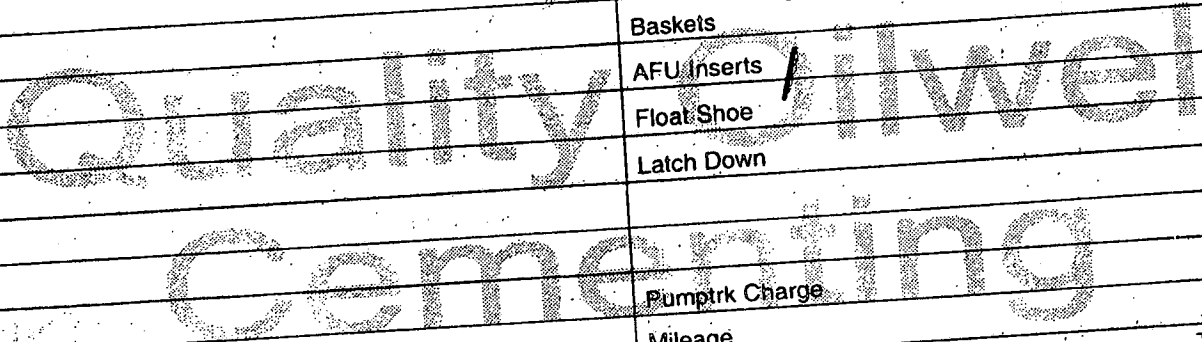 Baskets
AFU Inserts /
Float Shoe
Latch Down
Pumptrk Charge
Mileage
Quality Oilwel
Cementing